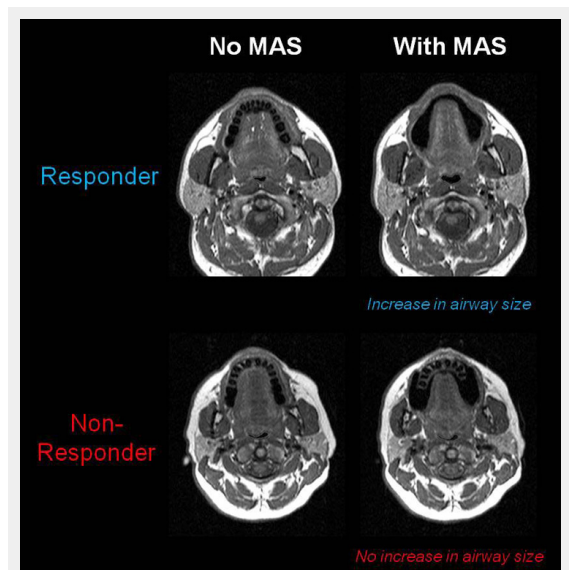 No MAS With MAS
Responder
Increase in airway size
Non-
Responder
No increase in airway size